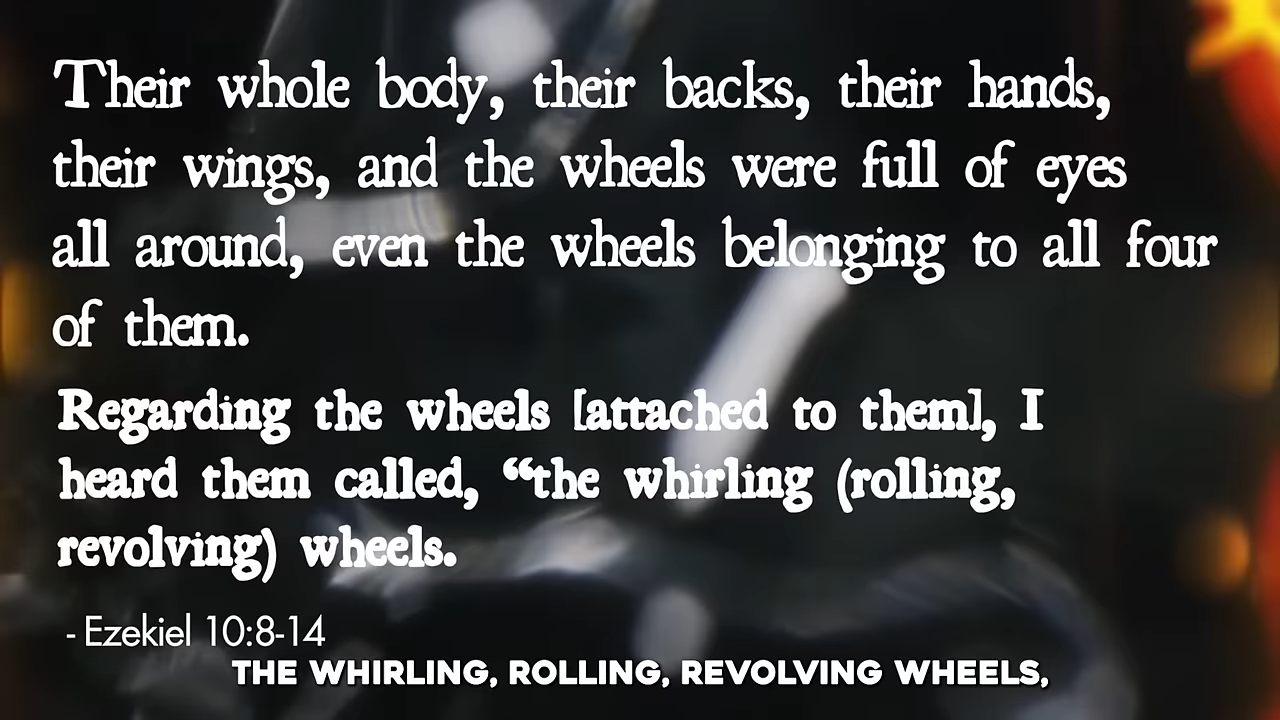 Their whole body, their backs, their hands,
their wings, and the wheels were full of eyes
all around, even the wheels belonging to all four
of them.
Regarding the wheels [attached to them], I
heard them called, “the whirling (rolling,
revolving) wheels.
- Ezekiel 10:8-14
THE WHIRLING, ROLLING, REVOLVING WHEELS,